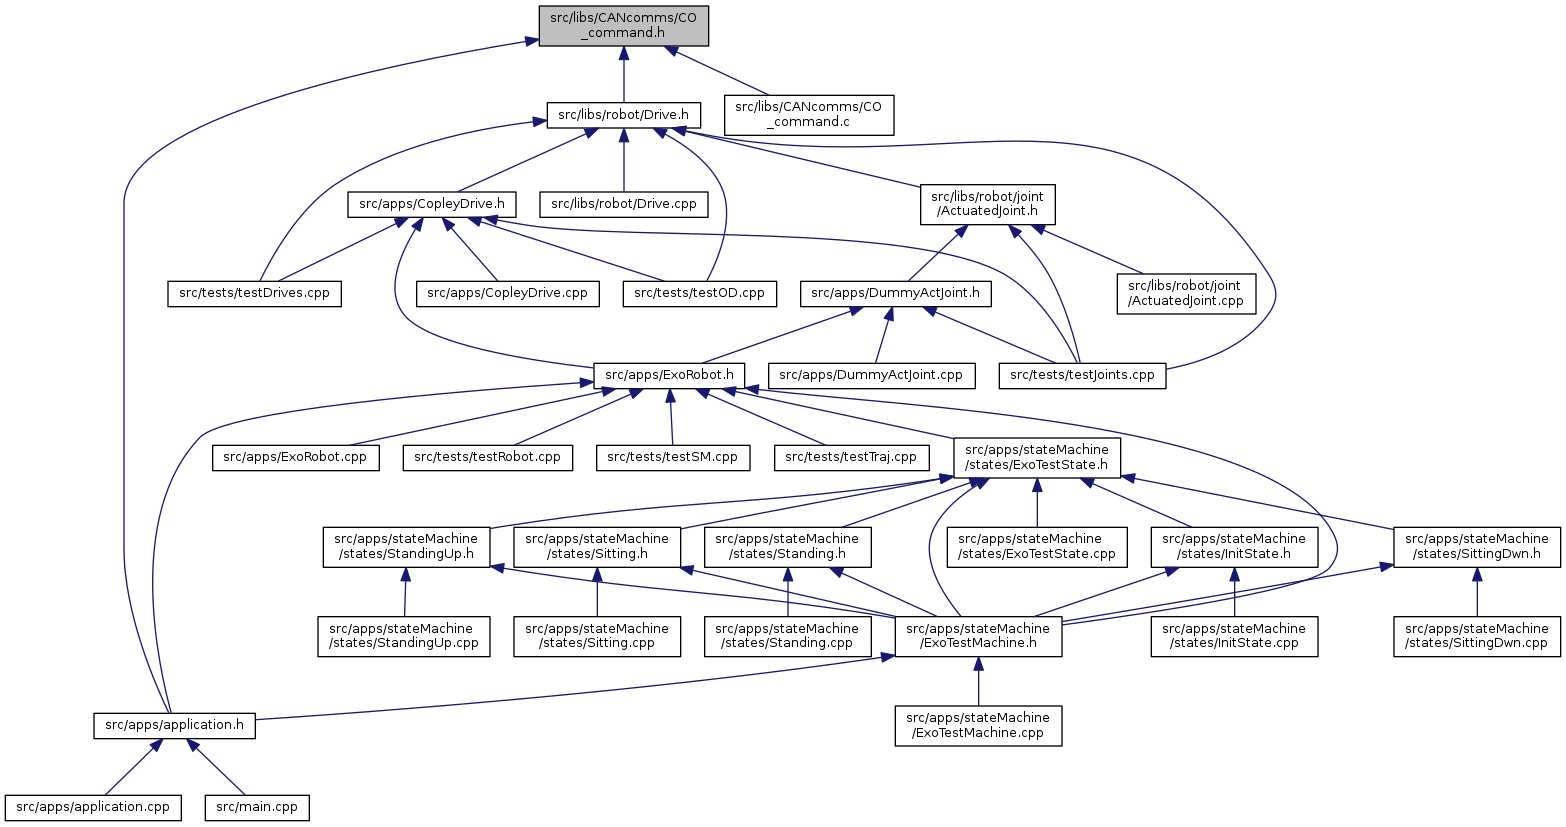 src/libs/CANcomms/CO
_command.h
src/libs/robot/Drive.h
src/libs/CANcomms/CO
_command.c
src/apps/CopleyDrive.h
src/libs/robot/Drive.cpp
src/libs/robot/joint
/ActuatedJoint.h
src/tests/testDrives.cpp
src/apps/CopleyDrive.cpp
src/tests/testOD.cpp
src/apps/DummyActJoint.h
src/libs/robot/joint
/ActuatedJoint.cpp
src/apps/ExoRobot.h
src/apps/DummyActJoint.cpp
src/tests/testJoints.cpp
src/apps/ExoRobot.cpp
src/tests/testRobot.cpp
src/tests/testSM.cpp
src/tests/testTraj.cpp
src/apps/stateMachine
/states/ExoTestState.h
src/apps/stateMachine
/states/StandingUp.h
src/apps/stateMachine
/states/Sitting.h
src/apps/stateMachine
/states/Standing.h
src/apps/stateMachine
/states/ExoTestState.cpp
src/apps/stateMachine
/states/InitState.h
src/apps/stateMachine
/states/SittingDwn.h
src/apps/stateMachine
/states/StandingUp.cpp
src/apps/stateMachine
/states/Sitting.cpp
src/apps/stateMachine
/states/Standing.cpp
src/apps/stateMachine
/ExoTestMachine.h
src/apps/stateMachine
/states/InitState.cpp
src/apps/stateMachine
/states/SittingDwn.cpp
src/apps/application.h
src/apps/stateMachine
/ExoTestMachine.cpp
src/apps/application.cpp
src/main.cpp